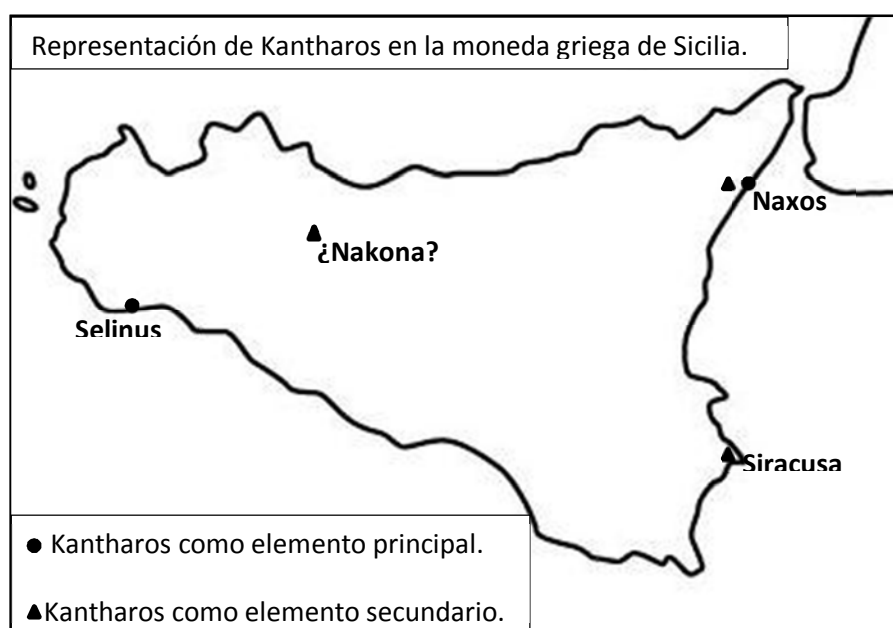 Representación de Kantharos en la moneda griega de Sicilia.
Naxos
¿Nakona?
Selinus
Siracusa
Kantharos como elemento principal.
Kantharos como elemento secundario.